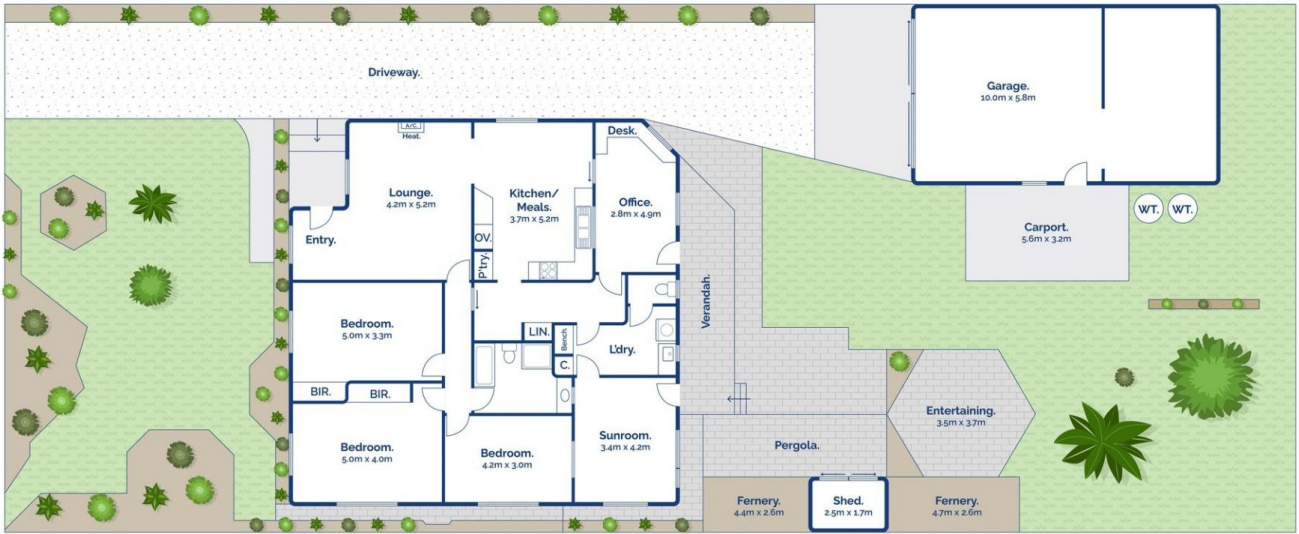 Driveway.
Garage.
10.0m x 5.8m
A/C.
Heat.
Desk.
Lounge.
4.2m x 5.2m
Kitchen/
Meals.
3.7m x 5.2m
Office.
2.8m x 4.9m
WT.
WT.
Carport.
5.6m x 3.2m
Entry.
OV.
P'try.
Verandah.
Bedroom.
5.0m x 3.3m
LIN.
Bench.
L'dry.
C.
BIR.
BIR.
Entertaining.
3.5m x 3.7m
Bedroom.
5.0m x 4.0m
Bedroom.
4.2m x 3.0m
Sunroom.
3.4m x 4.2m
Pergola.
Fernery.
4.4m x 2.6m
Shed.
2.5m x 1.7m
Fernery.
4.7m x 2.6m